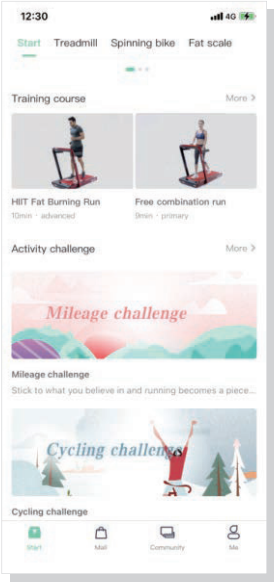 12:30 4G
Start Treadmill Spinning bike Fat scale
Training course More >
HIIT Fat Burning Run Free combination run
10min · advanced 9min · primary
Activity challenge More >
Mileage challenge
Mileage challenge
Stick to what you believe in and running becomes a piece...
Cycling challenge
Cycling challenge
Start Mall Community Me